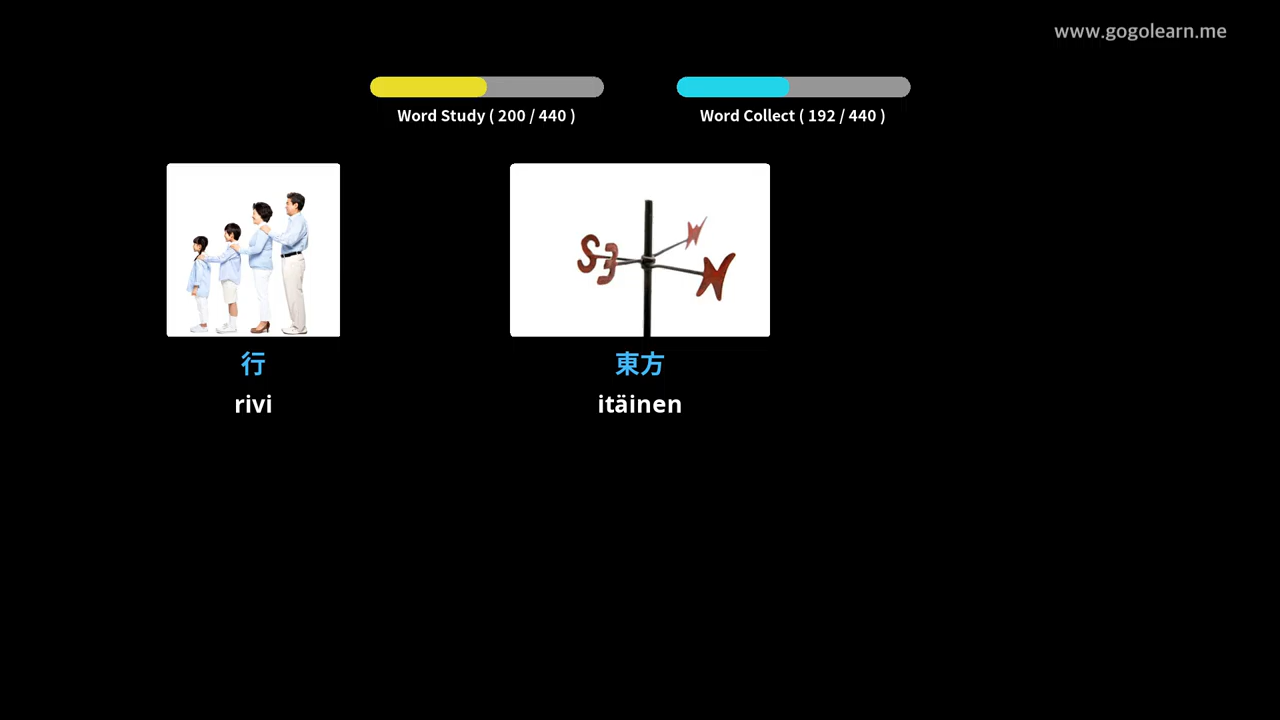 www.gogolearn.me
Word Study ( 200 / 440 )
Word Collect ( 192 / 440 )
S E N
行
東方
rivi
itäinen